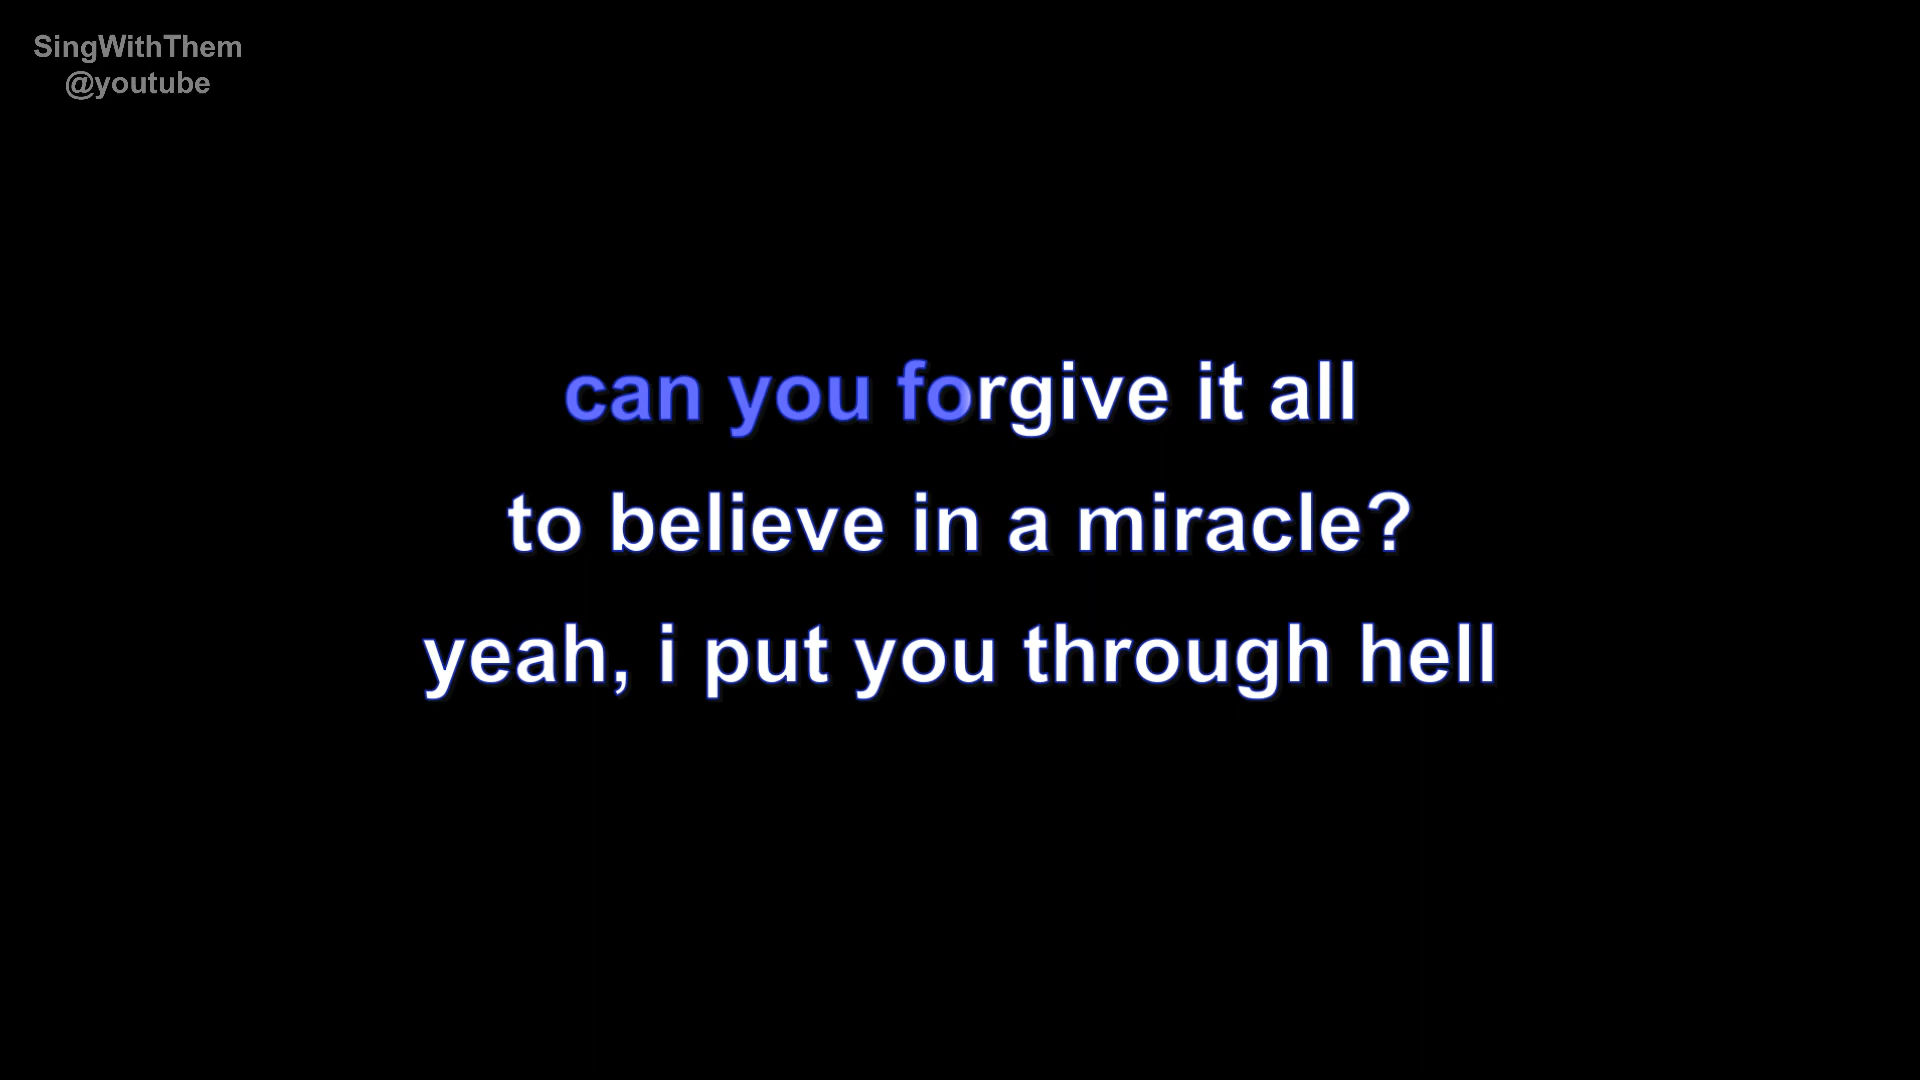 SingWithThem
@youtube
can you forgive it all
to believe in a miracle?
yeah, i put you through hell